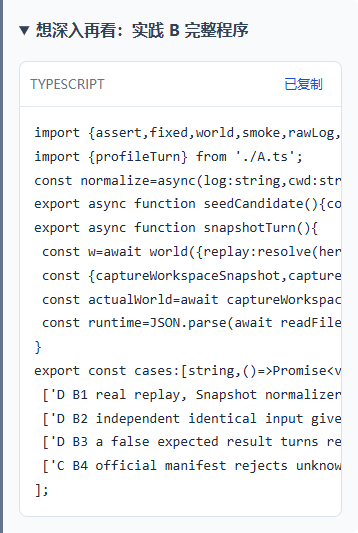 ▼ 想深入再看：实践 B 完整程序
TYPESCRIPT
已复制
import {assert,fixed,world,smoke,rawLog,
import {profileTurn} from './A.ts';
const normalize=async(log:string,cwd:str
export async function seedCandidate(){co
export async function snapshotTurn(){
const w=await world({replay:resolve(her
const {captureWorkspaceSnapshot,capture
const actualWorld=await captureWorkspac
const runtime=JSON.parse(await readFile
}
export const cases:[string,()=>Promise<v
['D B1 real replay, Snapshot normalizer
['D B2 independent identical input give
['D B3 a false expected result turns re
['C B4 official manifest rejects unknow
];